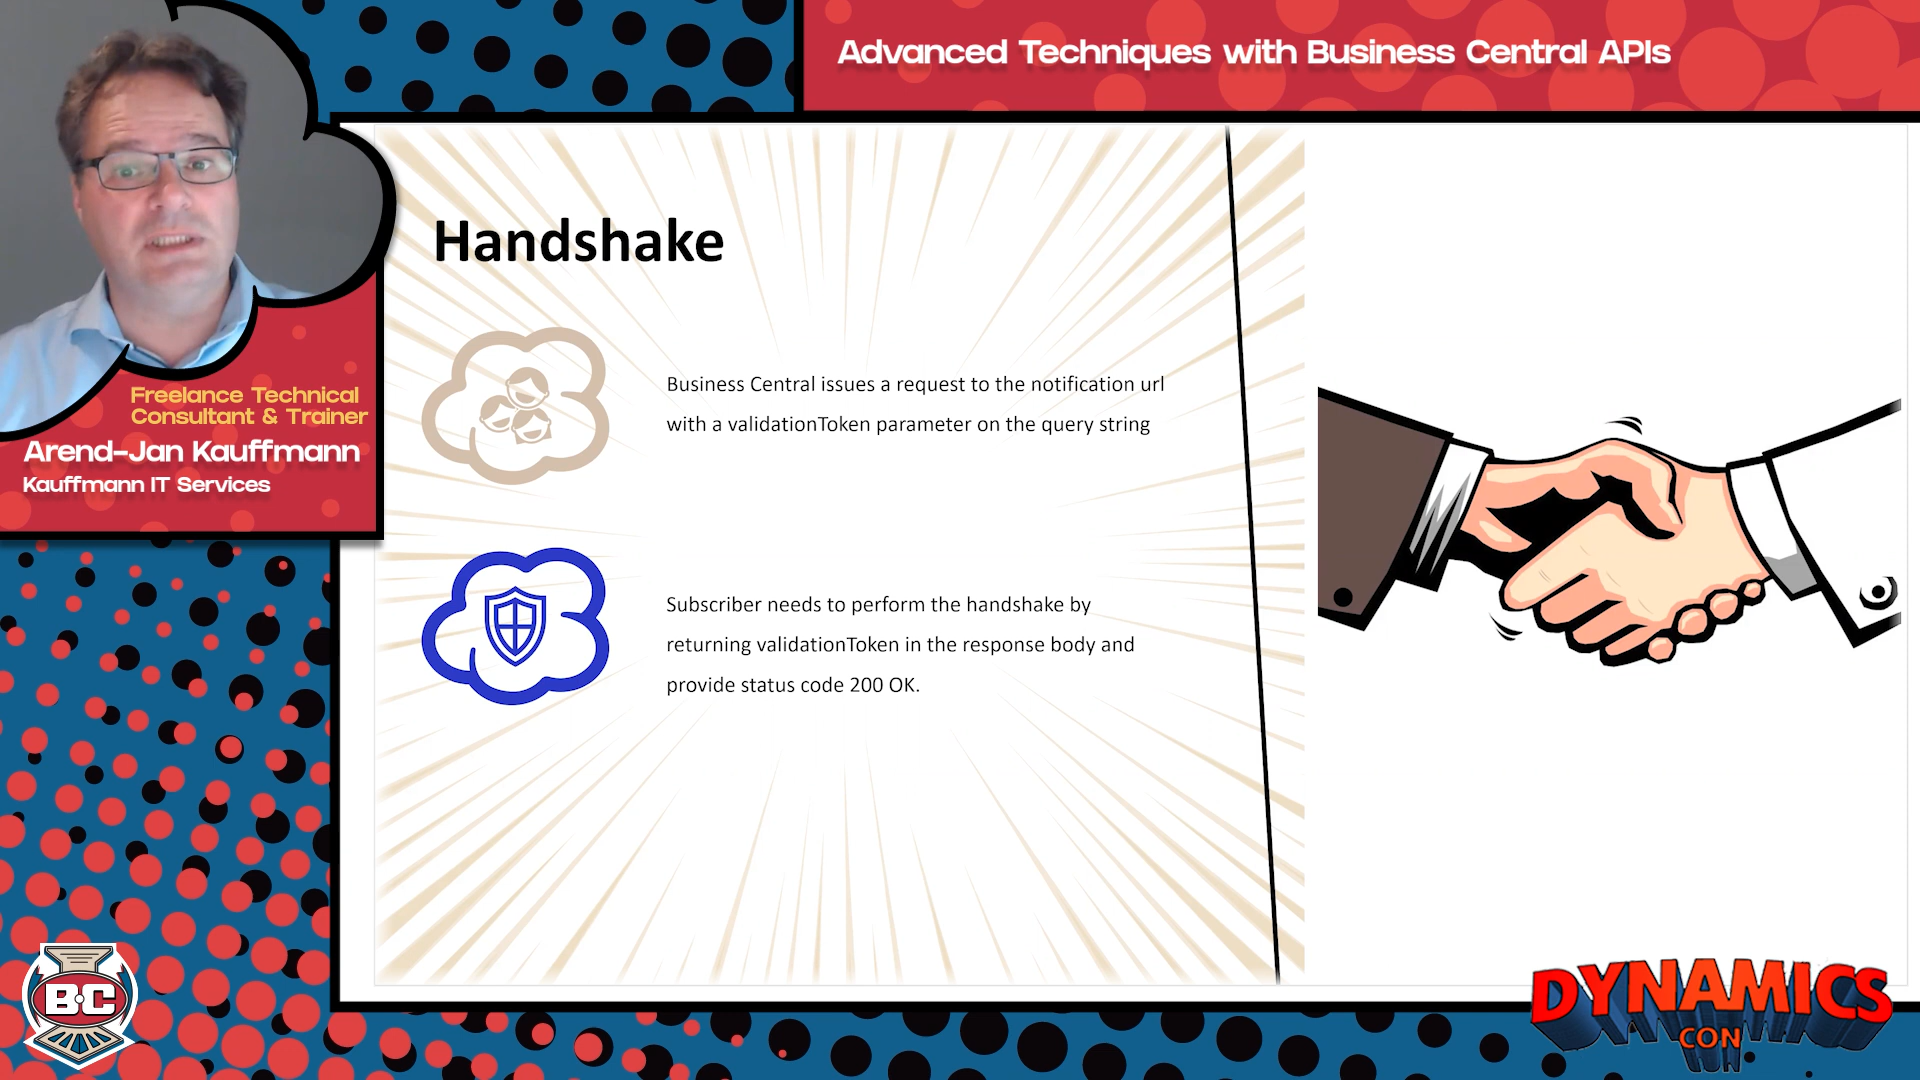 Advanced Techniques with Business Central APIs
Freelance Technical
Consultant & Trainer
Arend-Jan Kauffmann
Kauffmann IT Services
Handshake
Business Central issues a request to the notification url
with a validationToken parameter on the query string
Subscriber needs to perform the handshake by
returning validationToken in the response body and
provide status code 200 OK.
B·C
DYNAMICS
CON